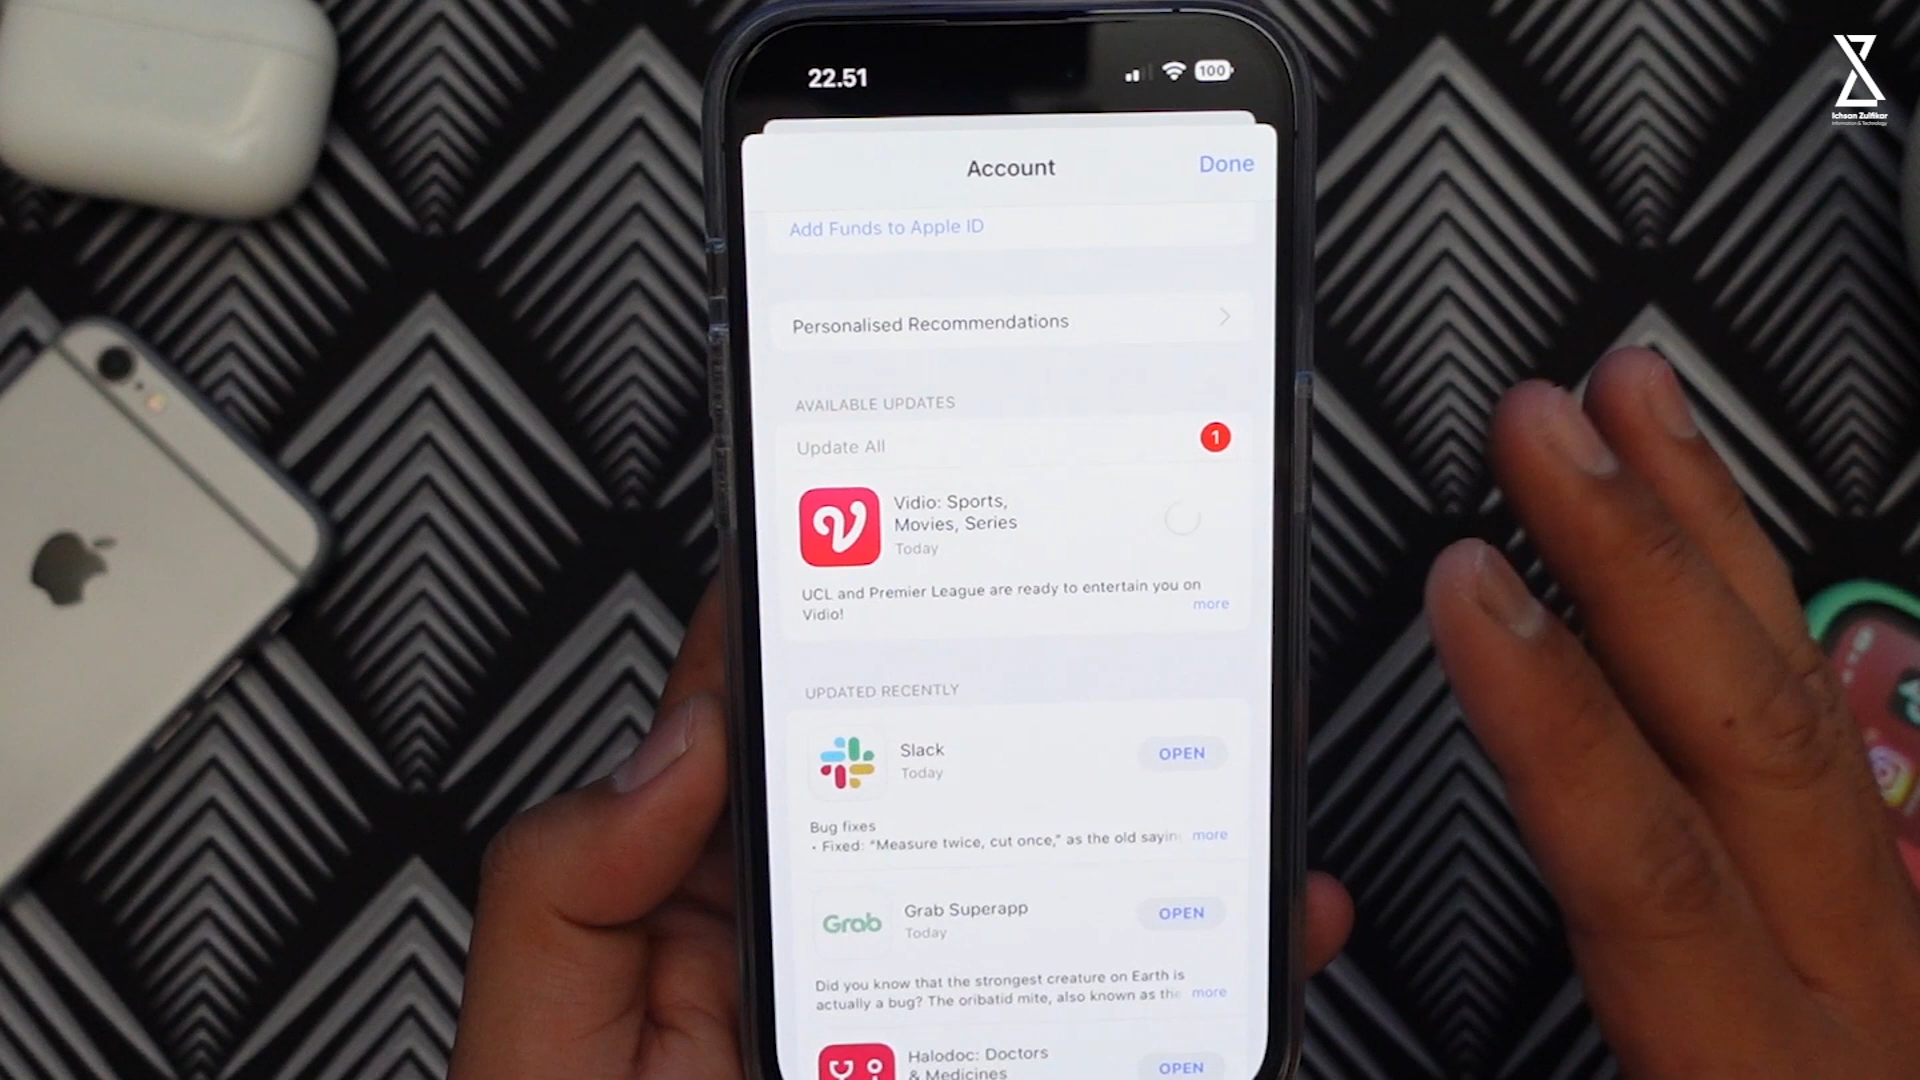 22.51
100
Ichsan Zulfikar
Information & Technology
Account
Done
Add Funds to Apple ID
Personalised Recommendations
AVAILABLE UPDATES
Update All
1
Vidio: Sports,
Movies, Series
Today
UCL and Premier League are ready to entertain you on
Vidio!
more
UPDATED RECENTLY
Slack
Today
OPEN
Bug fixes
• Fixed: “Measure twice, cut once,” as the old sayin
more
Grab
Grab Superapp
Today
OPEN
Did you know that the strongest creature on Earth is
actually a bug? The oribatid mite, also known as the
more
Halodoc: Doctors
& Medicines
OPEN